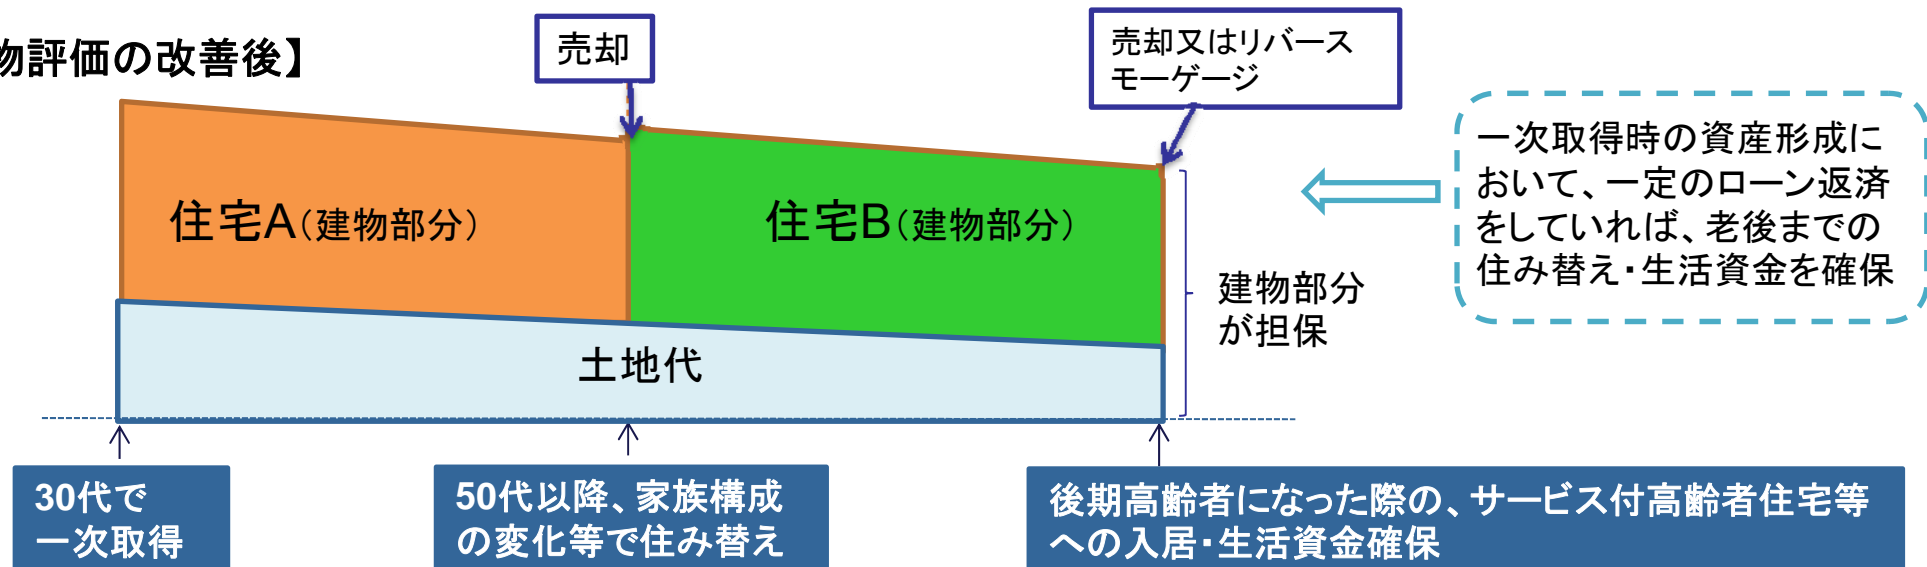 物評価の改善後】
売却
売却又はリバース
モーゲージ
一次取得時の資産形成に
おいて、一定のローン返済
をしていれば、老後までの
住み替え・生活資金を確保
住宅A(建物部分)
住宅B(建物部分)
建物部分
が担保
土地代
30代で
一次取得
50代以降、家族構成
の変化等で住み替え
後期高齢者になった際の、サービス付高齢者住宅等
への入居・生活資金確保